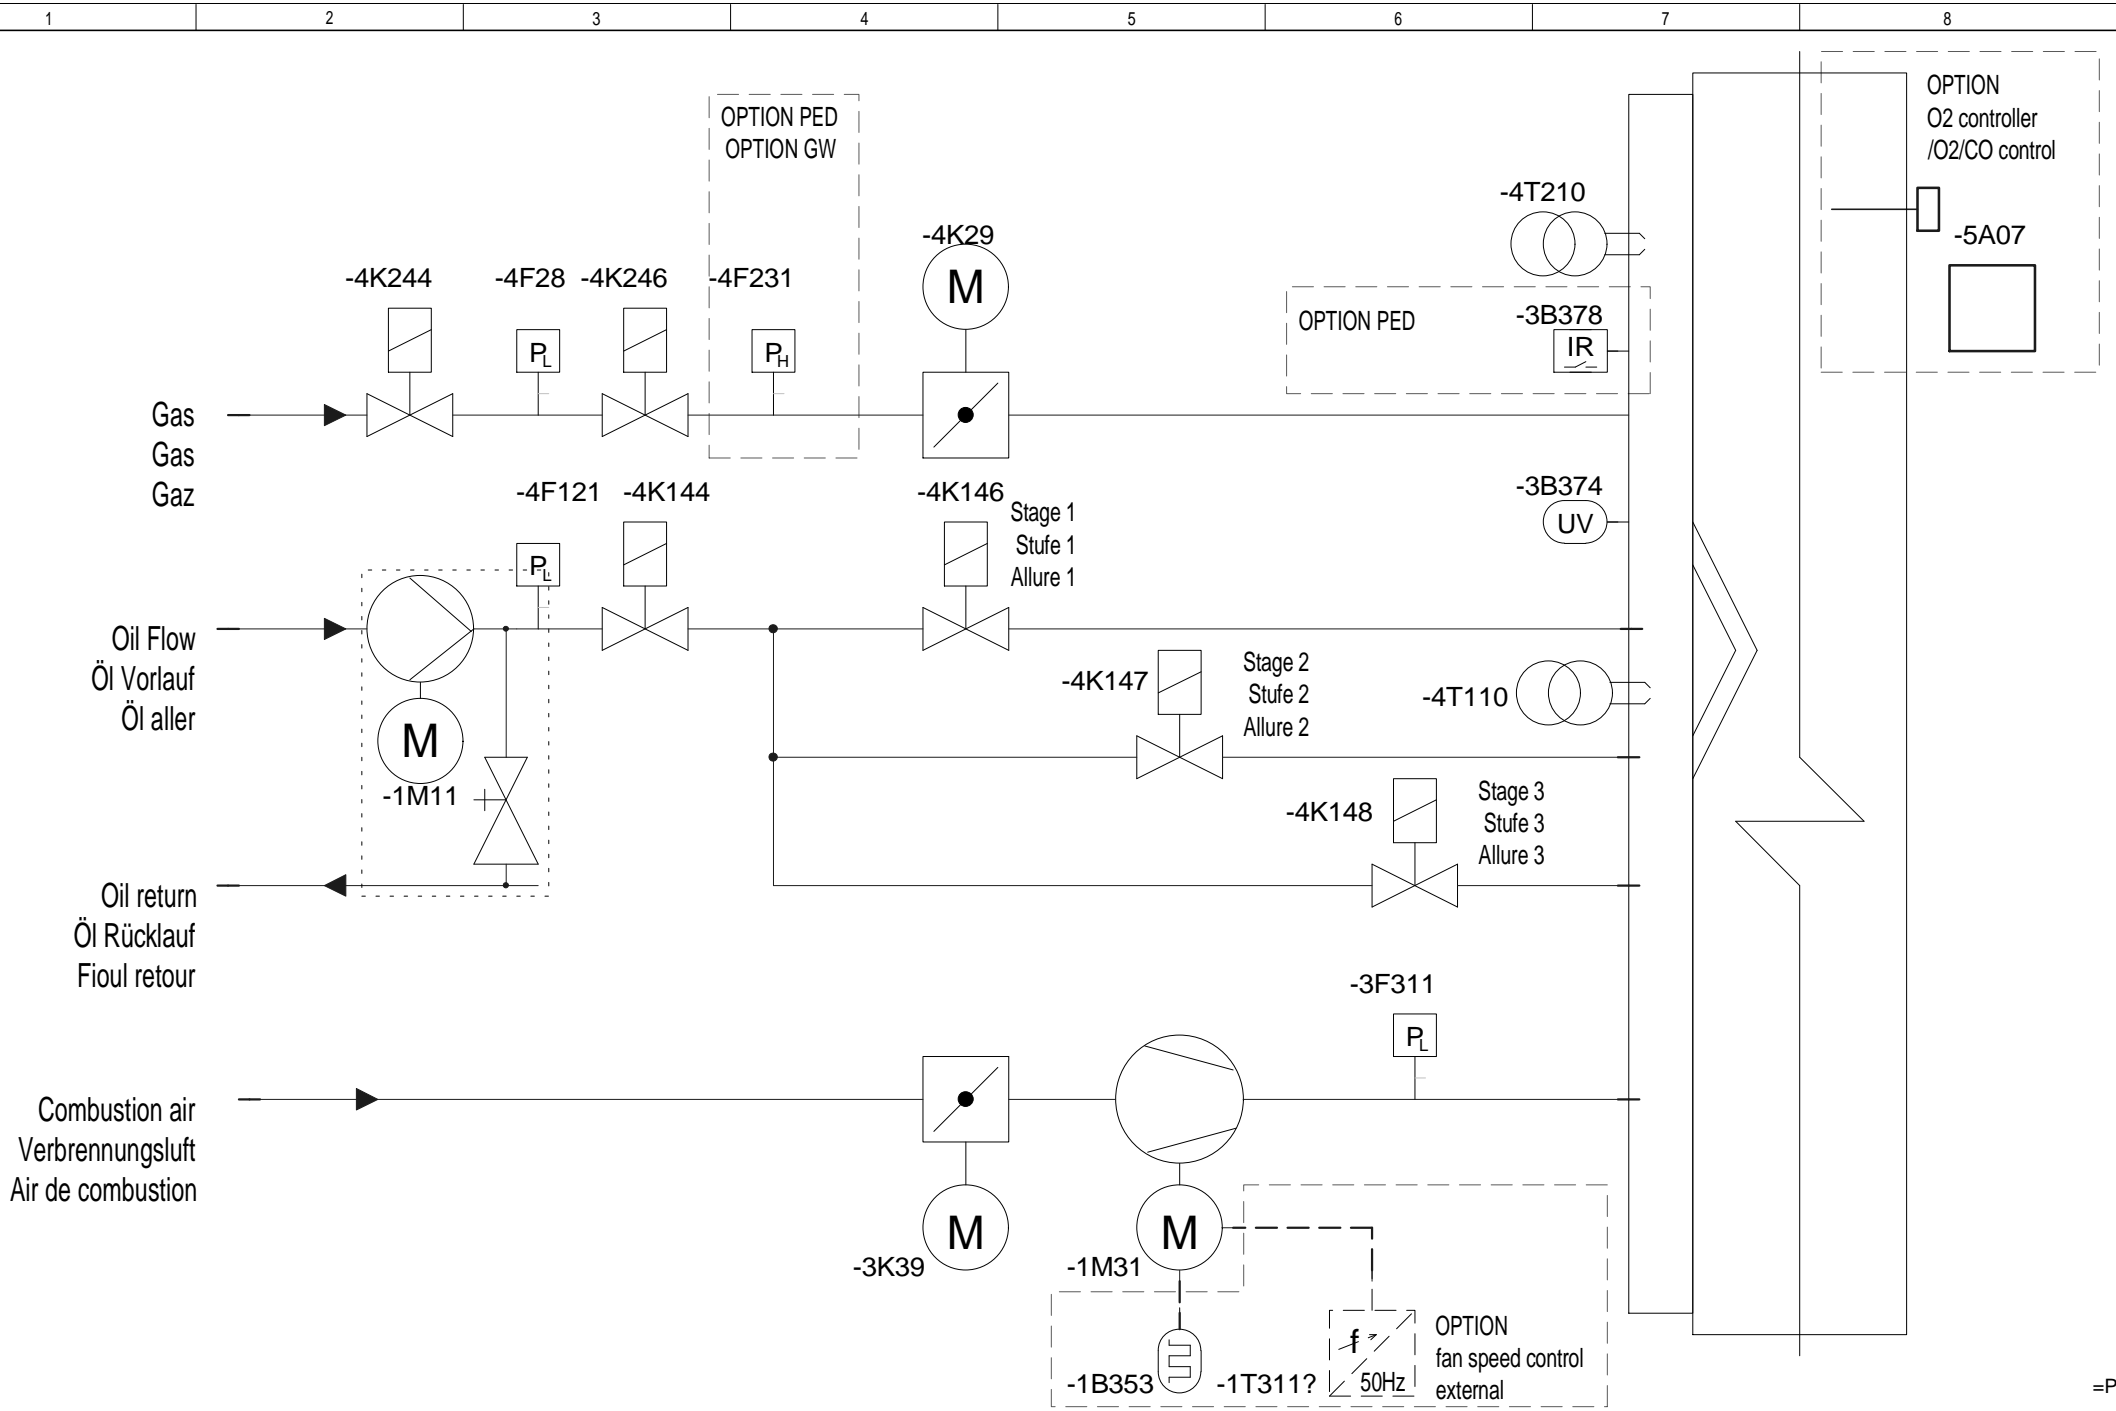 1 2 3 4 5 6 7 8
OPTION
O2 controller
/O2/CO control
-5A07
OPTION PED
OPTION GW
-4T210
-4K29
-4K244
-4F28
-4K246
-4F231
M
OPTION PED
-3B378
IR
PL
PH
Gas
Gas
Gaz
-4F121
-4K144
-4K146
Stage 1
Stufe 1
Allure 1
-3B374
UV
PL
Oil Flow
Öl Vorlauf
Öl aller
M
-1M11
-4K147
Stage 2
Stufe 2
Allure 2
-4T110
-4K148
Stage 3
Stufe 3
Allure 3
Oil return
Öl Rücklauf
Fioul retour
-3F311
PL
Combustion air
Verbrennungsluft
Air de combustion
M
-3K39
M
-1M31
-1B353
-1T311?
f
50Hz
OPTION
fan speed control
external
=P